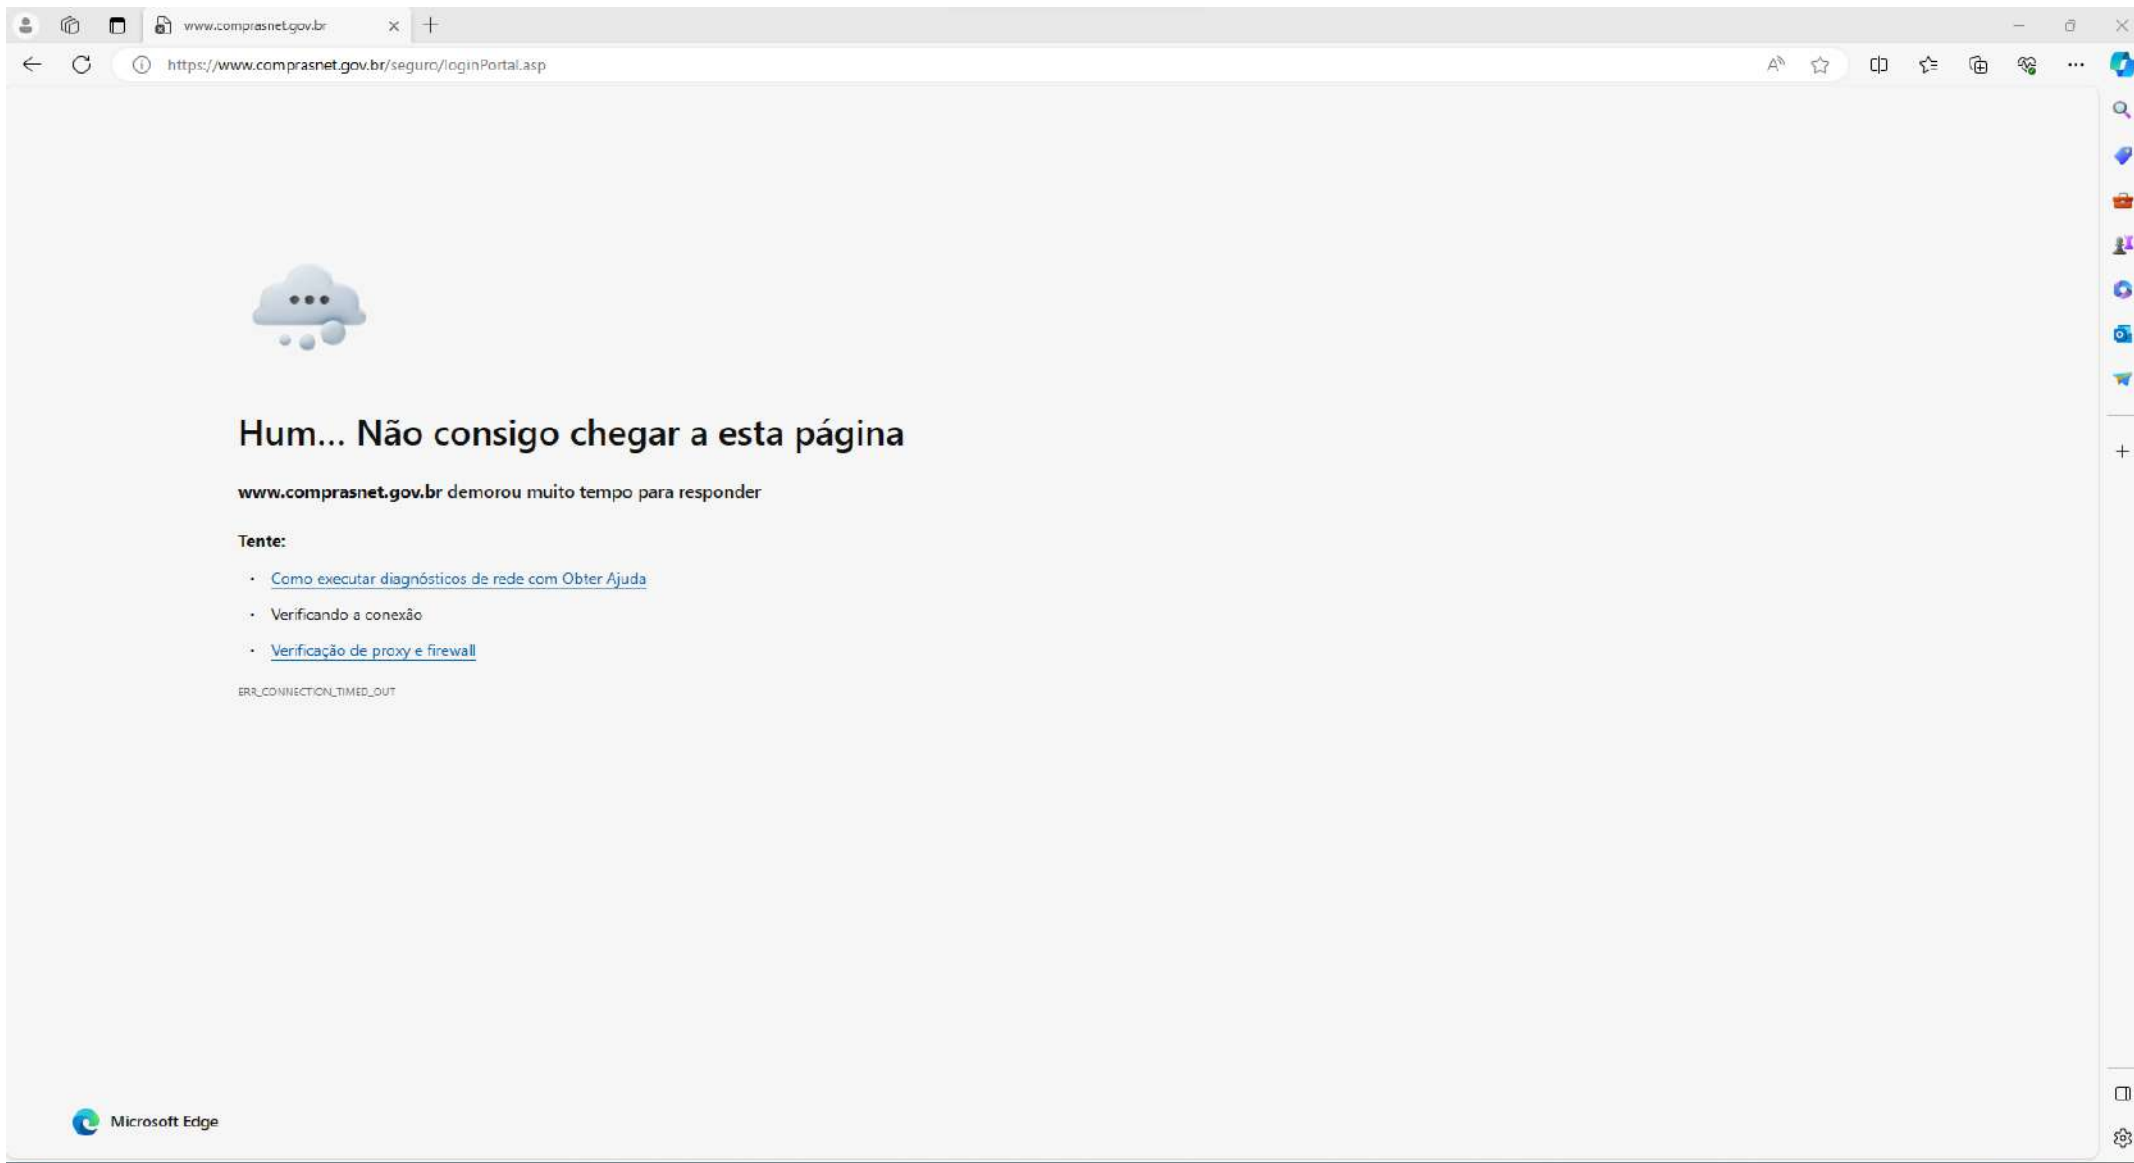 www.comprasnet.gov.br
https://www.comprasnet.gov.br/seguro/loginPortal.asp
Hum... Não consigo chegar a esta página
www.comprasnet.gov.br demorou muito tempo para responder
Tente:
• Como executar diagnósticos de rede com Obter Ajuda
• Verificando a conexão
• Verificação de proxy e firewall
ERR_CONNECTION_TIMED_OUT
Microsoft Edge